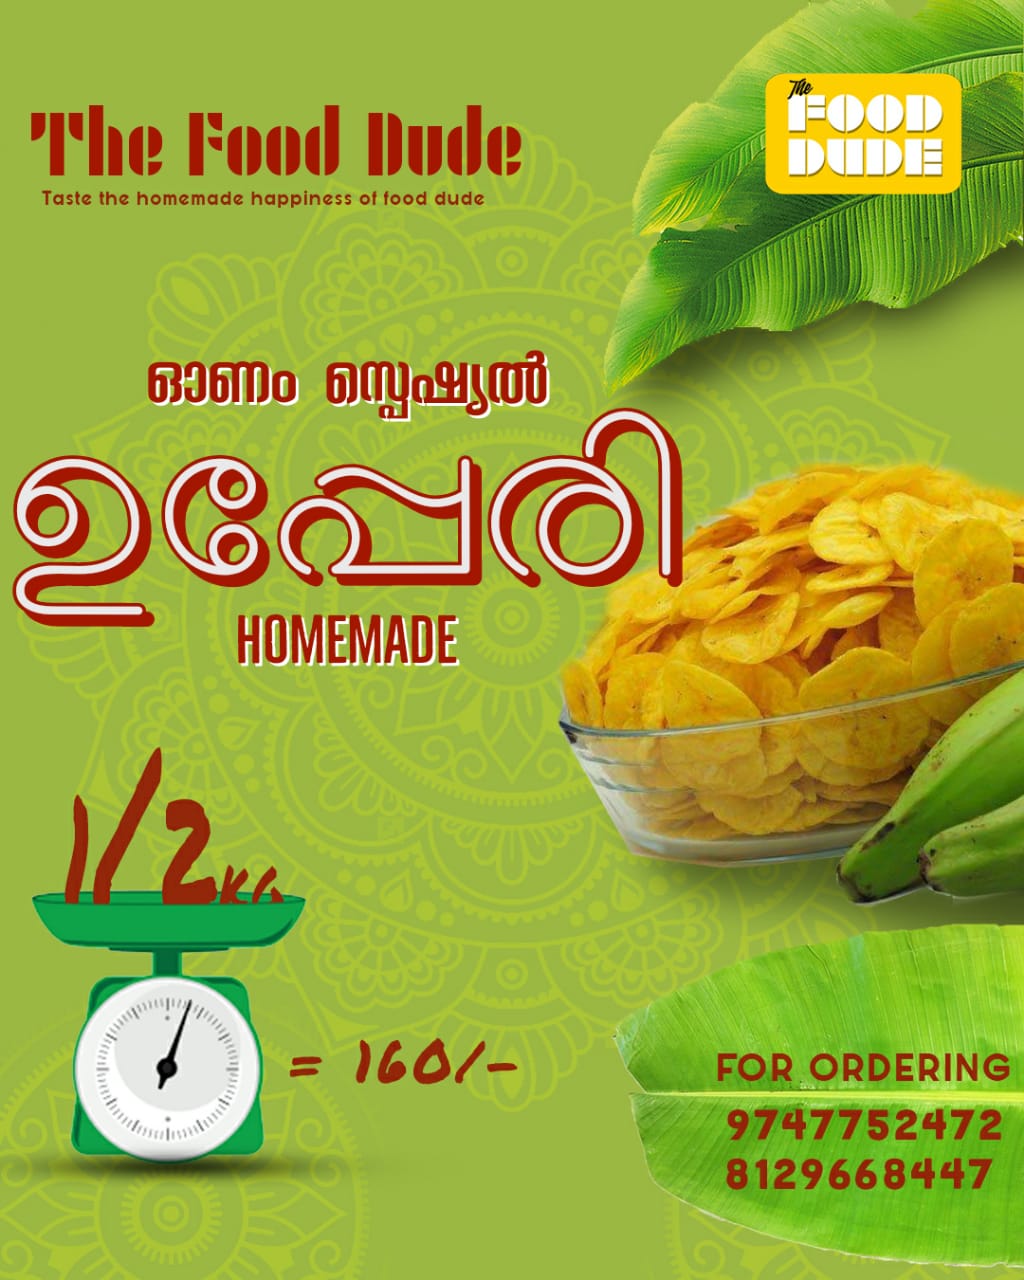 The Food Dude
Taste the homemade happiness of food dude
The
FOOD
DUDE
ഓണം സ്പെഷ്യൽ
ഉപ്പേരി
HOMEMADE
1/2KG
= 160/-
FOR ORDERING
9747752472
8129668447